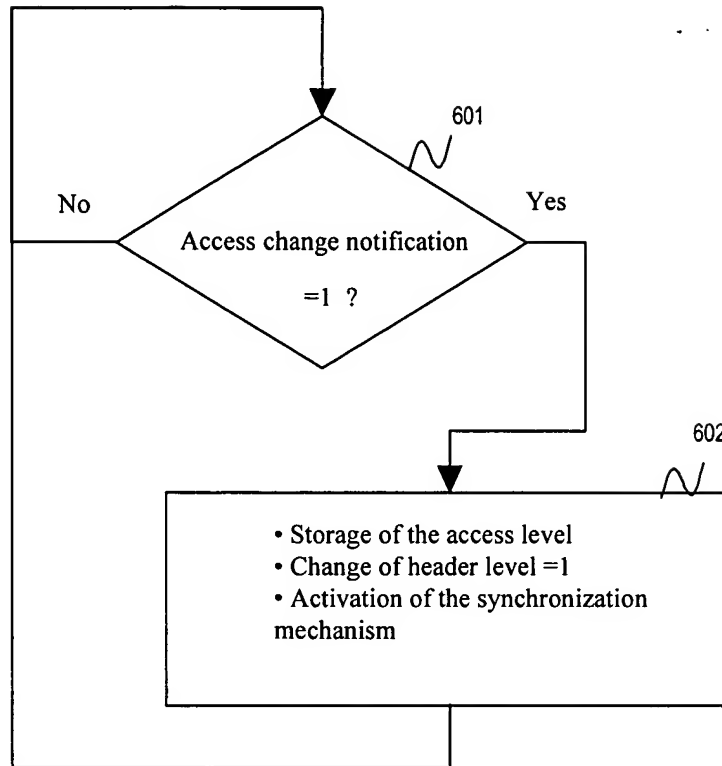 601
No
Yes
Access change notification
=1 ?
602
• Storage of the access level
• Change of header level =1
• Activation of the synchronization
mechanism